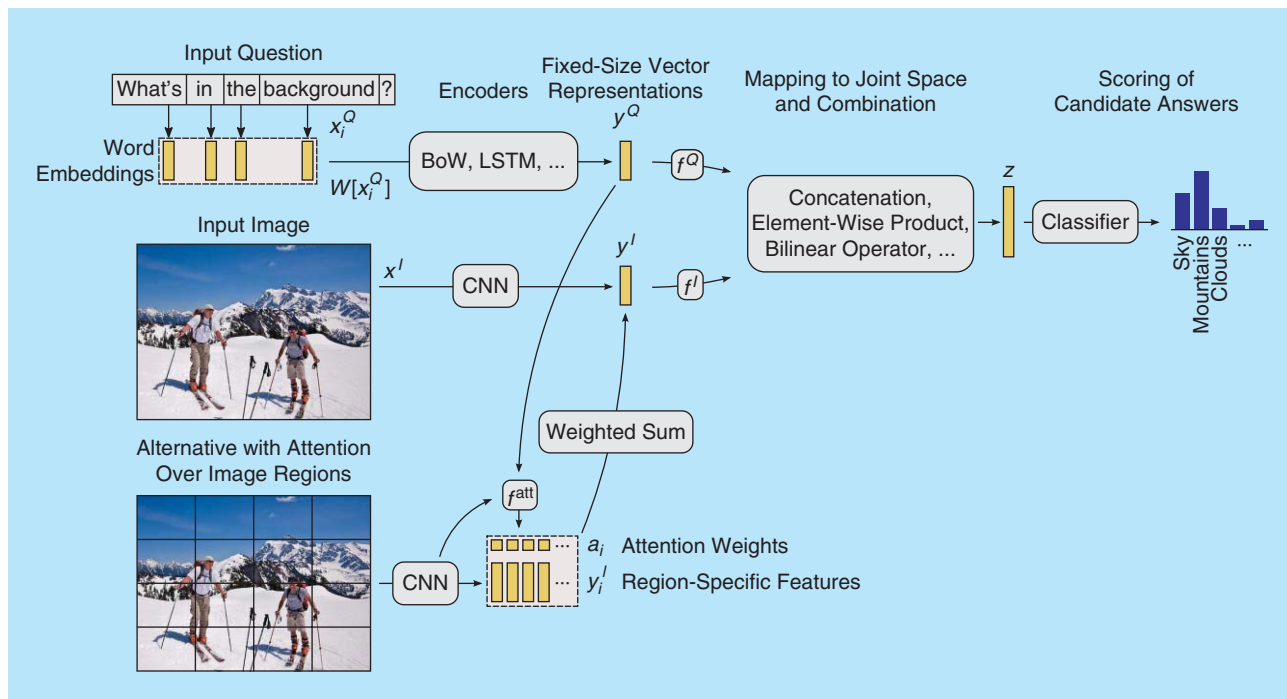 Input Question
What's in the background ?
x_i^Q
Word
Embeddings
W[x_i^Q]
Encoders
BoW, LSTM, ...
Fixed-Size Vector
Representations
y^Q
f^Q
Mapping to Joint Space
and Combination
Concatenation,
Element-Wise Product,
Bilinear Operator, ...
z
Scoring of
Candidate Answers
Classifier
Sky
Mountains
Clouds
...
Input Image
x^I
CNN
y^I
f^I
Weighted Sum
Alternative with Attention
Over Image Regions
CNN
f^att
...
a_i Attention Weights
...
y_i^I Region-Specific Features